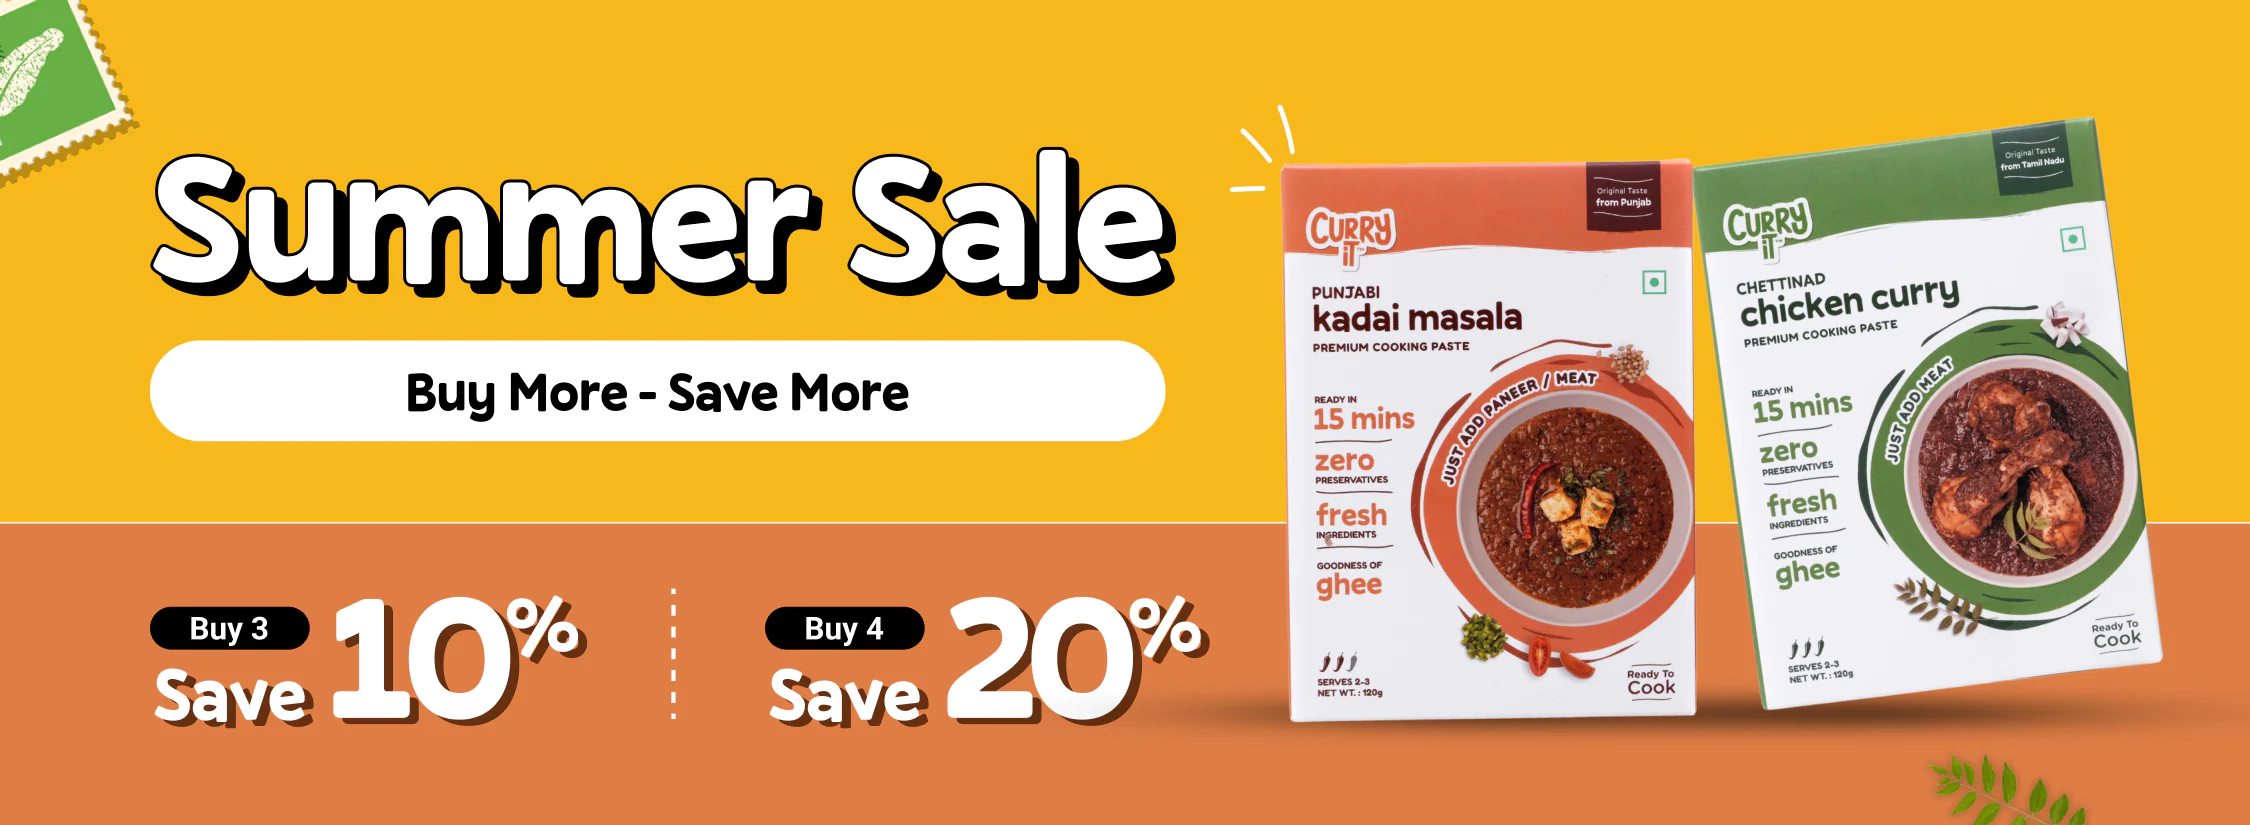 Summer Sale
Buy More - Save More
Buy 3
Save 10%
Buy 4
Save 20%
Original Taste
from Punjab
CURRY
iT™
PUNJABI
kadai masala
PREMIUM COOKING PASTE
JUST ADD PANEER / MEAT
READY IN
15 mins
zero
PRESERVATIVES
fresh
INGREDIENTS
GOODNESS OF
ghee
SERVES 2-3
NET WT. : 120g
Ready To
Cook
Original Taste
from Tamil Nadu
CURRY
iT™
CHETTINAD
chicken curry
PREMIUM COOKING PASTE
JUST ADD MEAT
READY IN
15 mins
zero
PRESERVATIVES
fresh
INGREDIENTS
GOODNESS OF
ghee
SERVES 2-3
NET WT. : 120g
Ready To
Cook